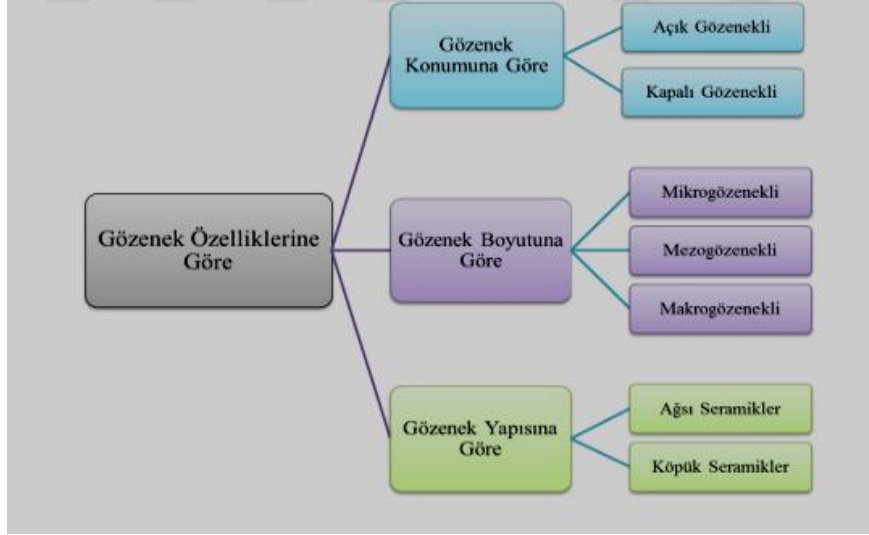 Gözenek Özelliklerine
Göre
Gözenek
Konumuna Göre
Açık Gözenekli
Kapalı Gözenekli
Gözenek Boyutuna
Göre
Mikrogözenekli
Mezogözenekli
Makrogözenekli
Gözenek Yapısına
Göre
Ağsı Seramikler
Köpük Seramikler